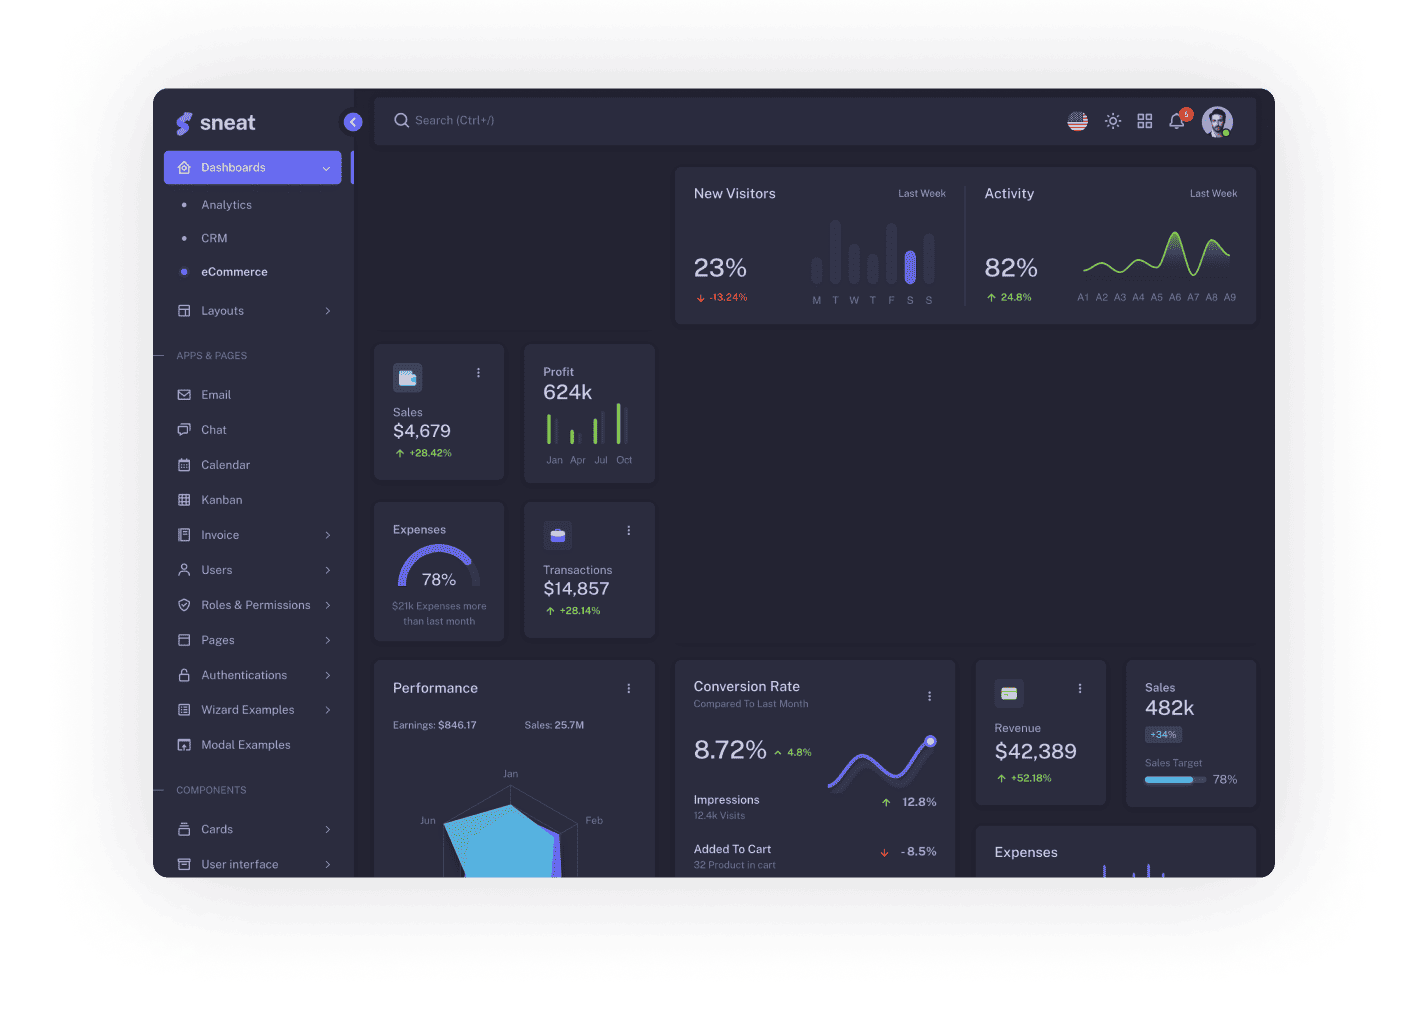 sneat
Search (Ctrl+/)
5
Dashboards
Analytics
CRM
eCommerce
Layouts
APPS & PAGES
Email
Chat
Calendar
Kanban
Invoice
Users
Roles & Permissions
Pages
Authentications
Wizard Examples
Modal Examples
COMPONENTS
Cards
User interface
New Visitors
Last Week
23%
-13.24%
M T W T F S S
Activity
Last Week
82%
24.8%
A1 A2 A3 A4 A5 A6 A7 A8 A9
Sales
$4,679
+28.42%
Profit
624k
Jan Apr Jul Oct
Expenses
78%
$21k Expenses more
than last month
Transactions
$14,857
+28.14%
Performance
Earnings: $846.17
Sales: 25.7M
Jan
Jun
Feb
Conversion Rate
Compared To Last Month
8.72%
4.8%
Impressions
12.4k Visits
12.8%
Added To Cart
32 Product in cart
- 8.5%
Revenue
$42,389
+52.18%
Sales
482k
+34%
Sales Target
78%
Expenses